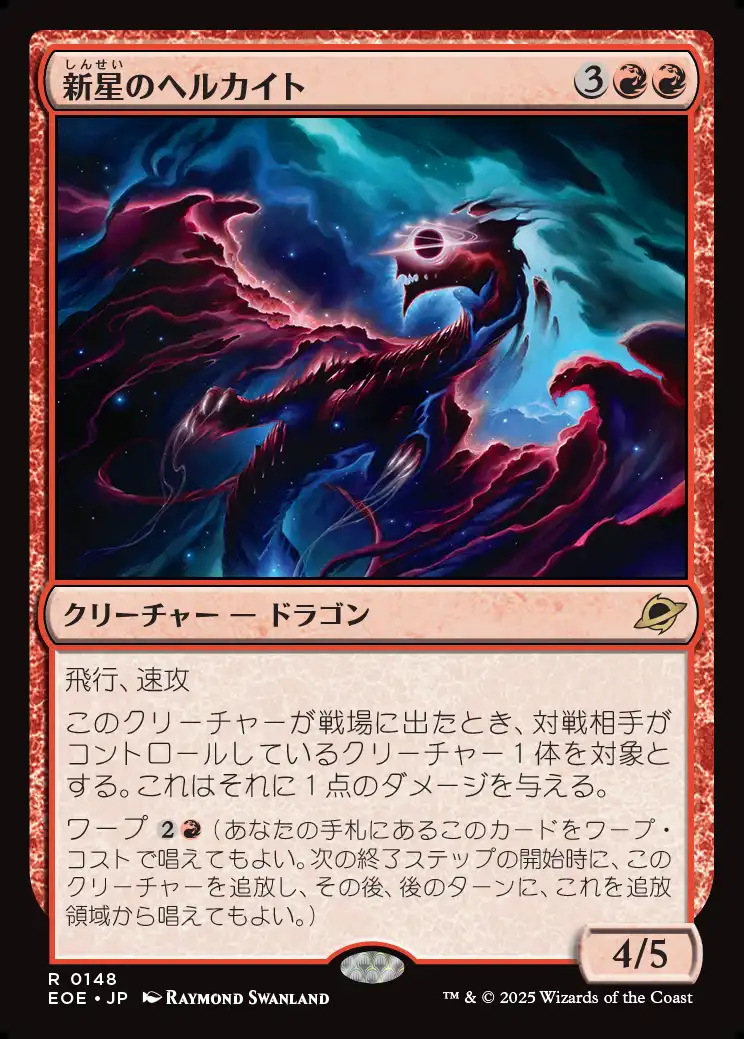 しんせい
新星のヘルカイト 3
クリーチャー ― ドラゴン
飛行、速攻
このクリーチャーが戦場に出たとき、対戦相手が
コントロールしているクリーチャー1体を対象と
する。これはそれに1点のダメージを与える。
ワープ 2（あなたの手札にあるこのカードをワープ・
コストで唱えてもよい。次の終了ステップの開始時に、この
クリーチャーを追放し、その後、後のターンに、これを追放
領域から唱えてもよい。）
4/5
R 0148
EOE • JP RAYMOND SWANLAND
™ & © 2025 Wizards of the Coast